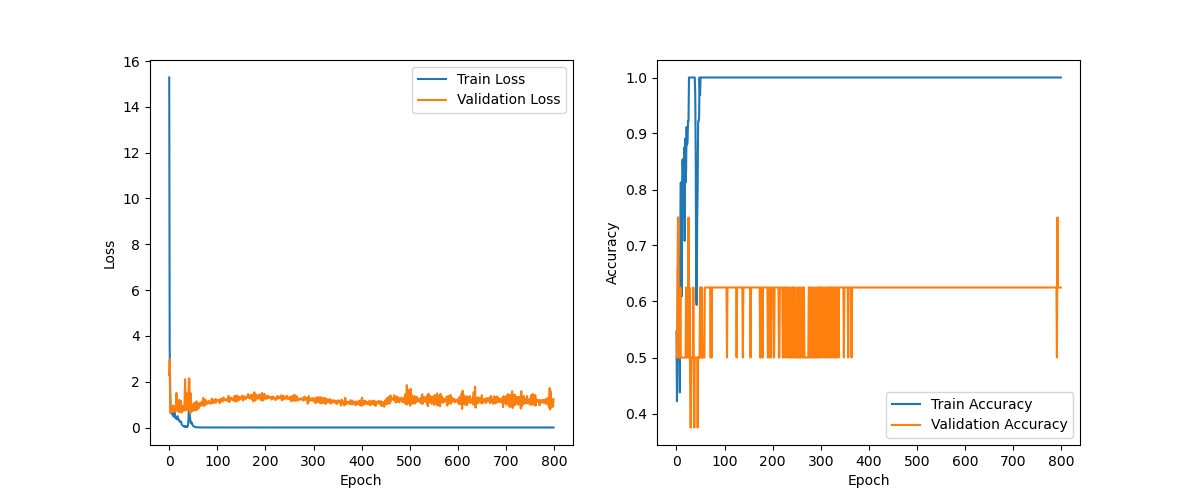 16
14
12
10
8
6
4
2
0
Loss
0 100 200 300 400 500 600 700 800
Epoch
Train Loss
Validation Loss
1.0
0.9
0.8
0.7
0.6
0.5
0.4
Accuracy
0 100 200 300 400 500 600 700 800
Epoch
Train Accuracy
Validation Accuracy